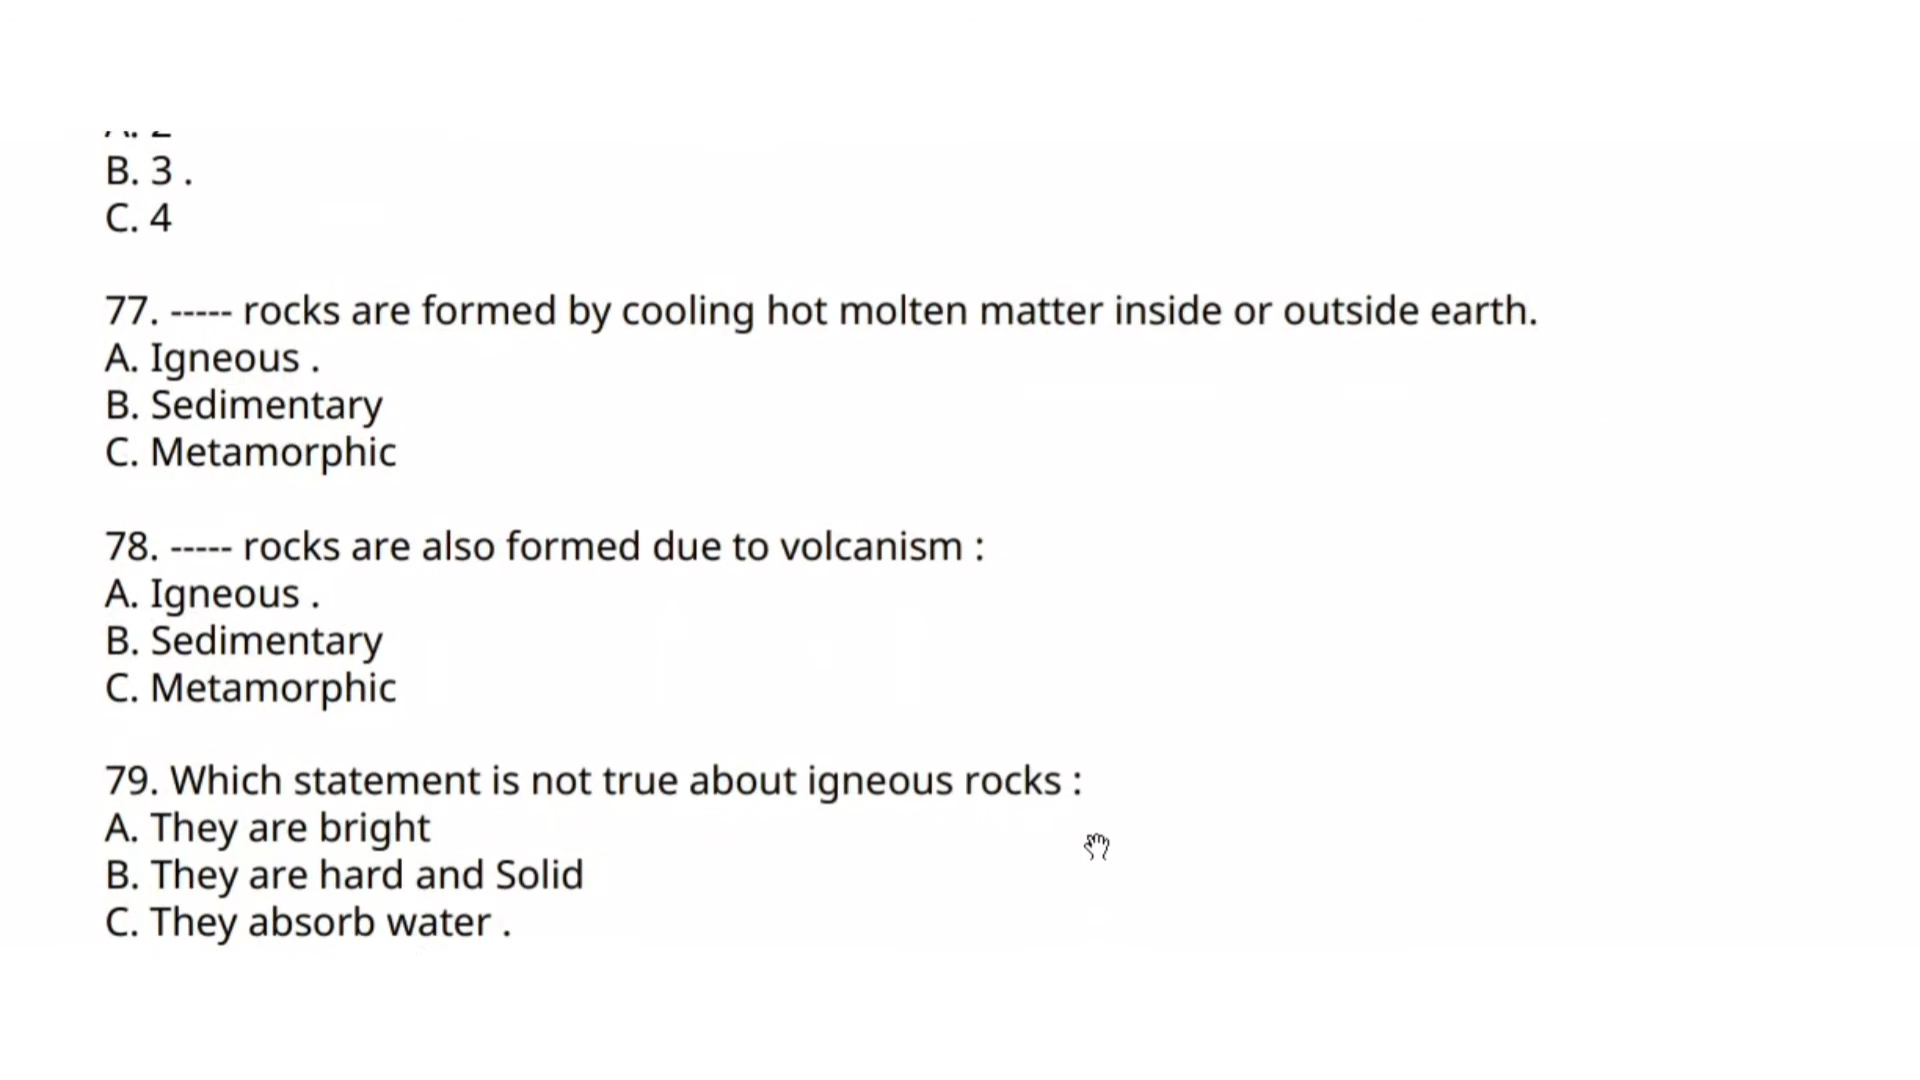 B. 3 .
C. 4
77. ----- rocks are formed by cooling hot molten matter inside or outside earth.
A. Igneous .
B. Sedimentary
C. Metamorphic
78. ----- rocks are also formed due to volcanism :
A. Igneous .
B. Sedimentary
C. Metamorphic
79. Which statement is not true about igneous rocks :
A. They are bright
B. They are hard and Solid
C. They absorb water .